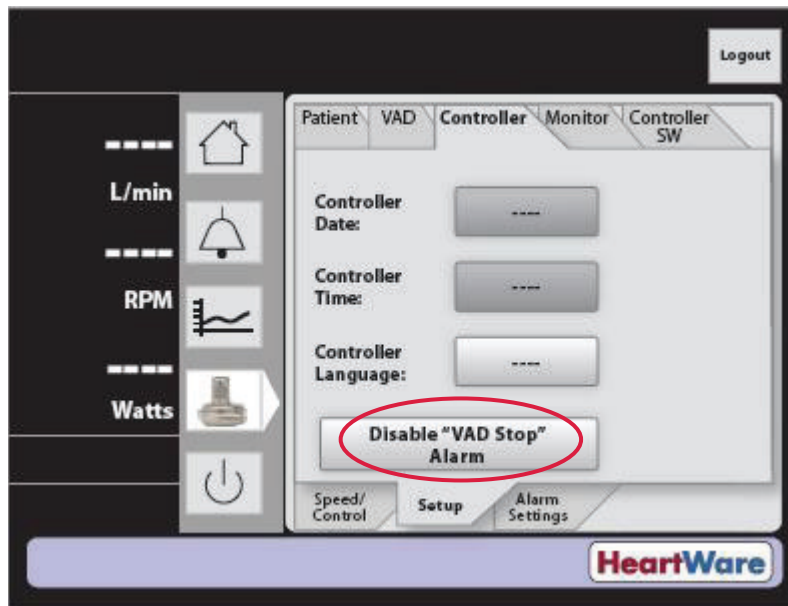 Logout
Patient VAD Controller Monitor Controller SW
----
L/min
----
RPM
----
Watts
Controller
Date:
----
Controller
Time:
----
Controller
Language:
----
Disable "VAD Stop"
Alarm
Speed/
Control
Setup
Alarm
Settings
HeartWare